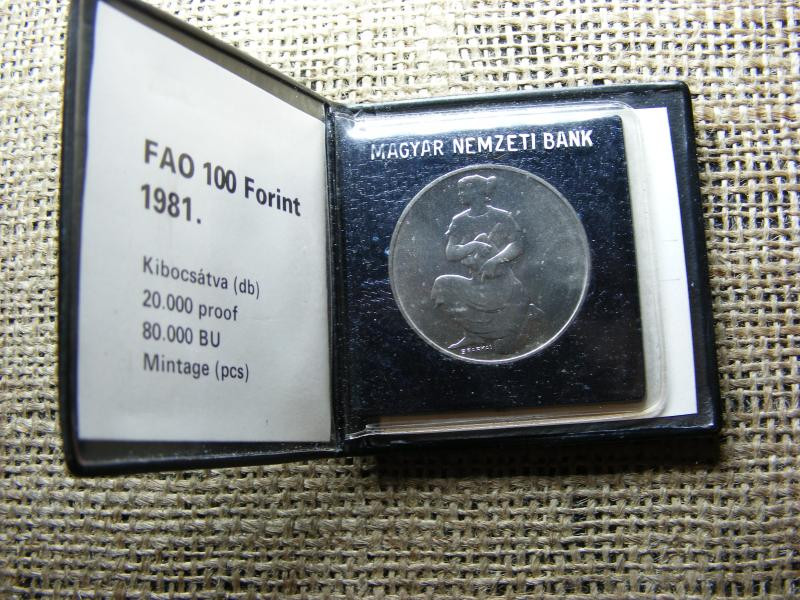 FAO 100 Forint
1981.
Kibocsátva (db)
20.000 proof
80.000 BU
Mintage (pcs)
MAGYAR NEMZETI BANK